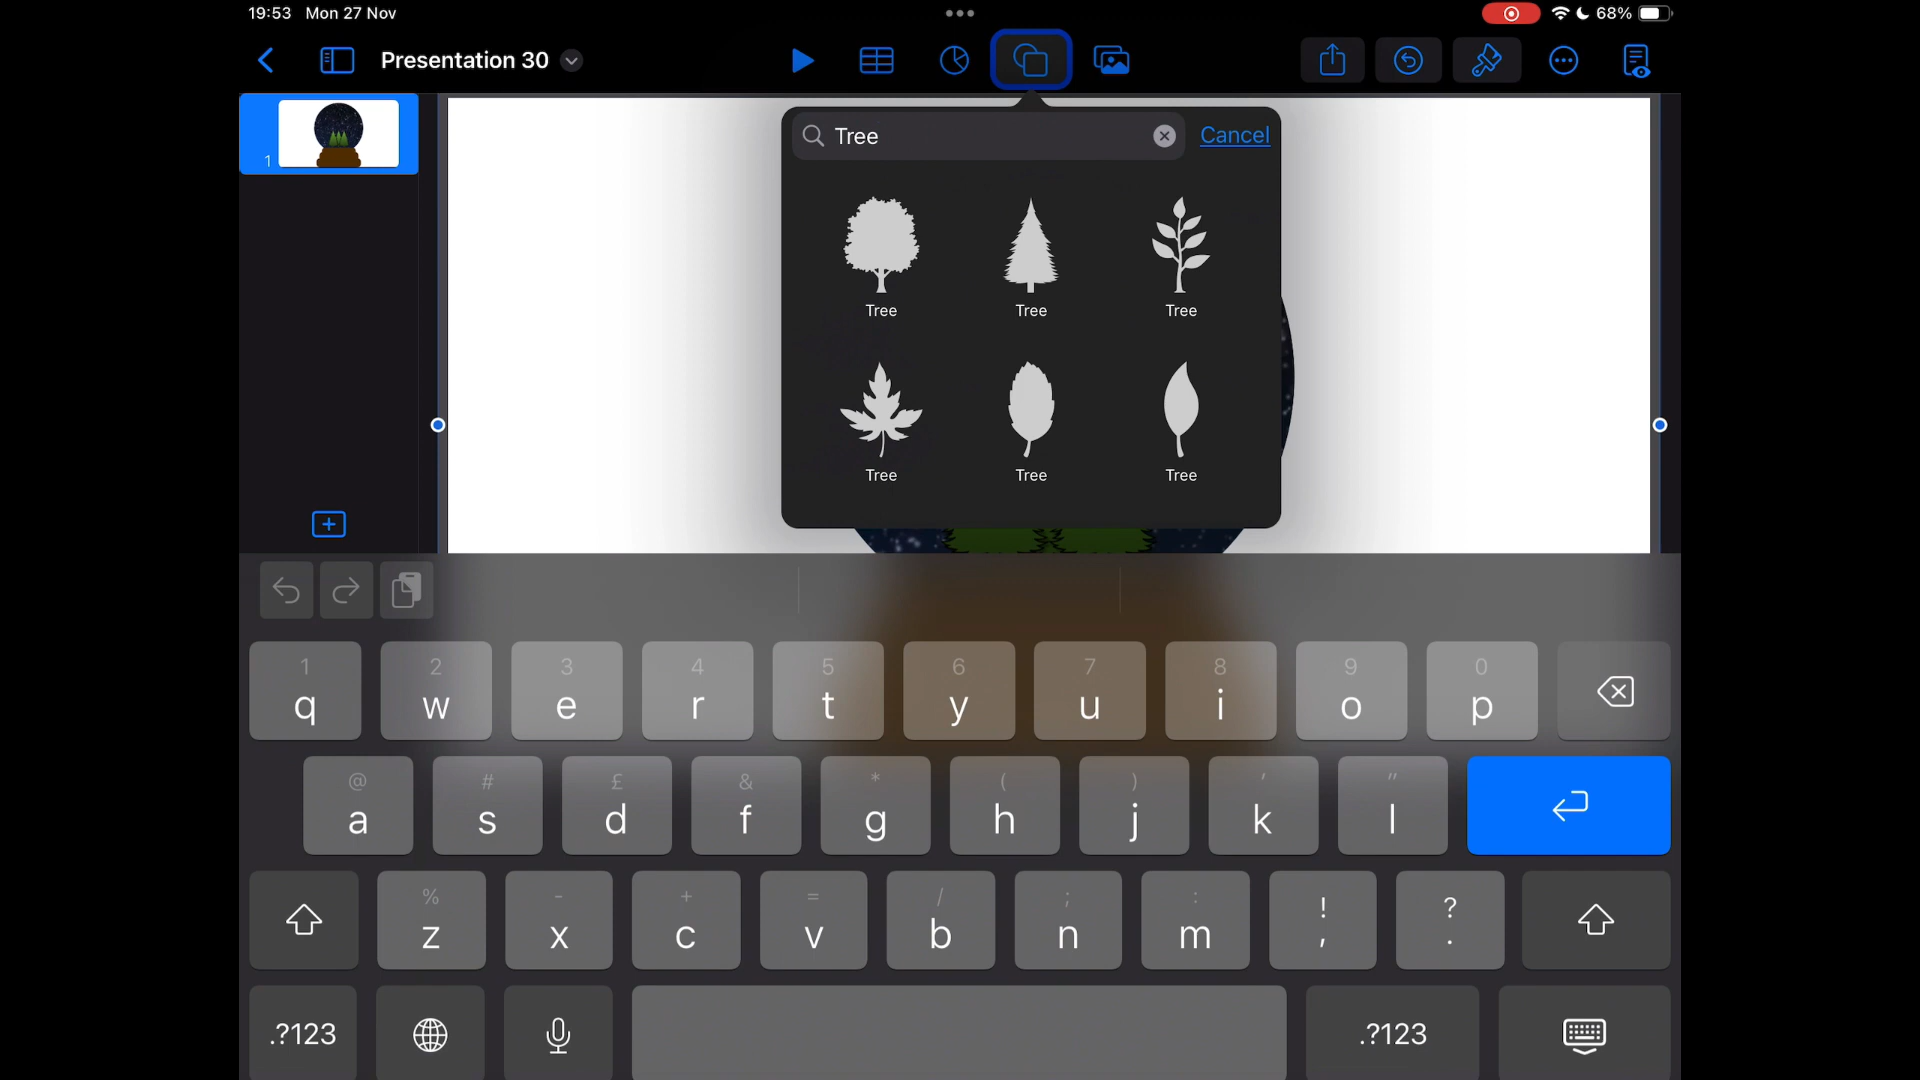 19:53 Mon 27 Nov
68%
Presentation 30
Tree
Cancel
Tree Tree Tree
Tree Tree Tree
1
1 2 3 4 5 6 7 8 9 0
q w e r t y u i o p
@ # £ & * ( ) ' "
a s d f g h j k l
% - + = / ; : ! ?
z x c v b n m , .
.?123 .?123